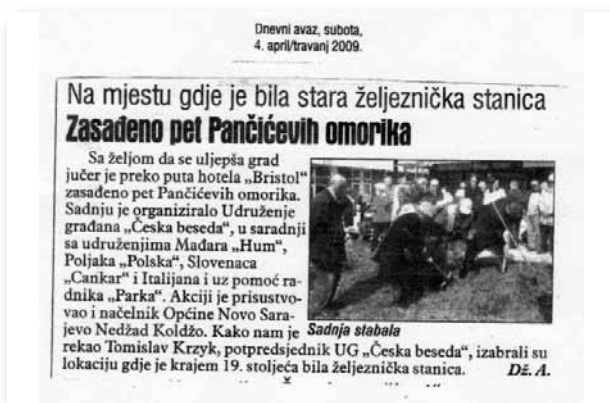 Dnevni avaz, subota,
4. april/travanj 2009.
Na mjestu gdje je bila stara željeznička stanica
Zasađeno pet Pančićevih omorika
Sa željom da se uljepša grad
jučer je preko puta hotela „Bristol“
zasađeno pet Pančićevih omorika.
Sadnju je organiziralo Udruženje
građana „Česka beseda“, u saradnji
sa udruženjima Mađara „Hum“,
Poljaka „Polska“, Slovenaca
„Cankar“ i Italijana i uz pomoć ra-
dnika „Parka“. Akciji je prisustvo-
vao i načelnik Općine Novo Sara-
jevo Nedžad Koldžo. Kako nam je
Sadnja stabala
rekao Tomislav Krzyk, potpredsjednik UG „Česka beseda“, izabrali su
lokaciju gdje je krajem 19. stoljeća bila željeznička stanica. Dž. A.